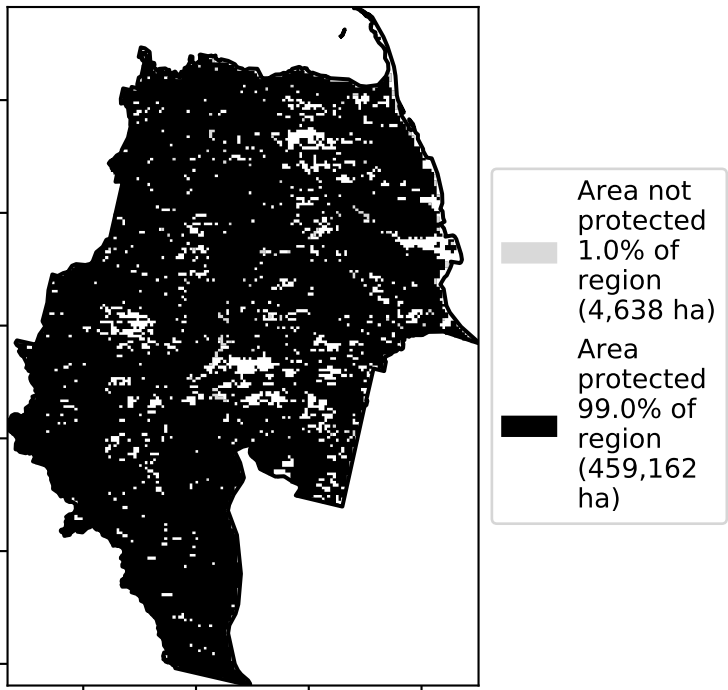 Area not
protected
1.0% of
region
(4,638 ha)
Area
protected
99.0% of
region
(459,162
ha)